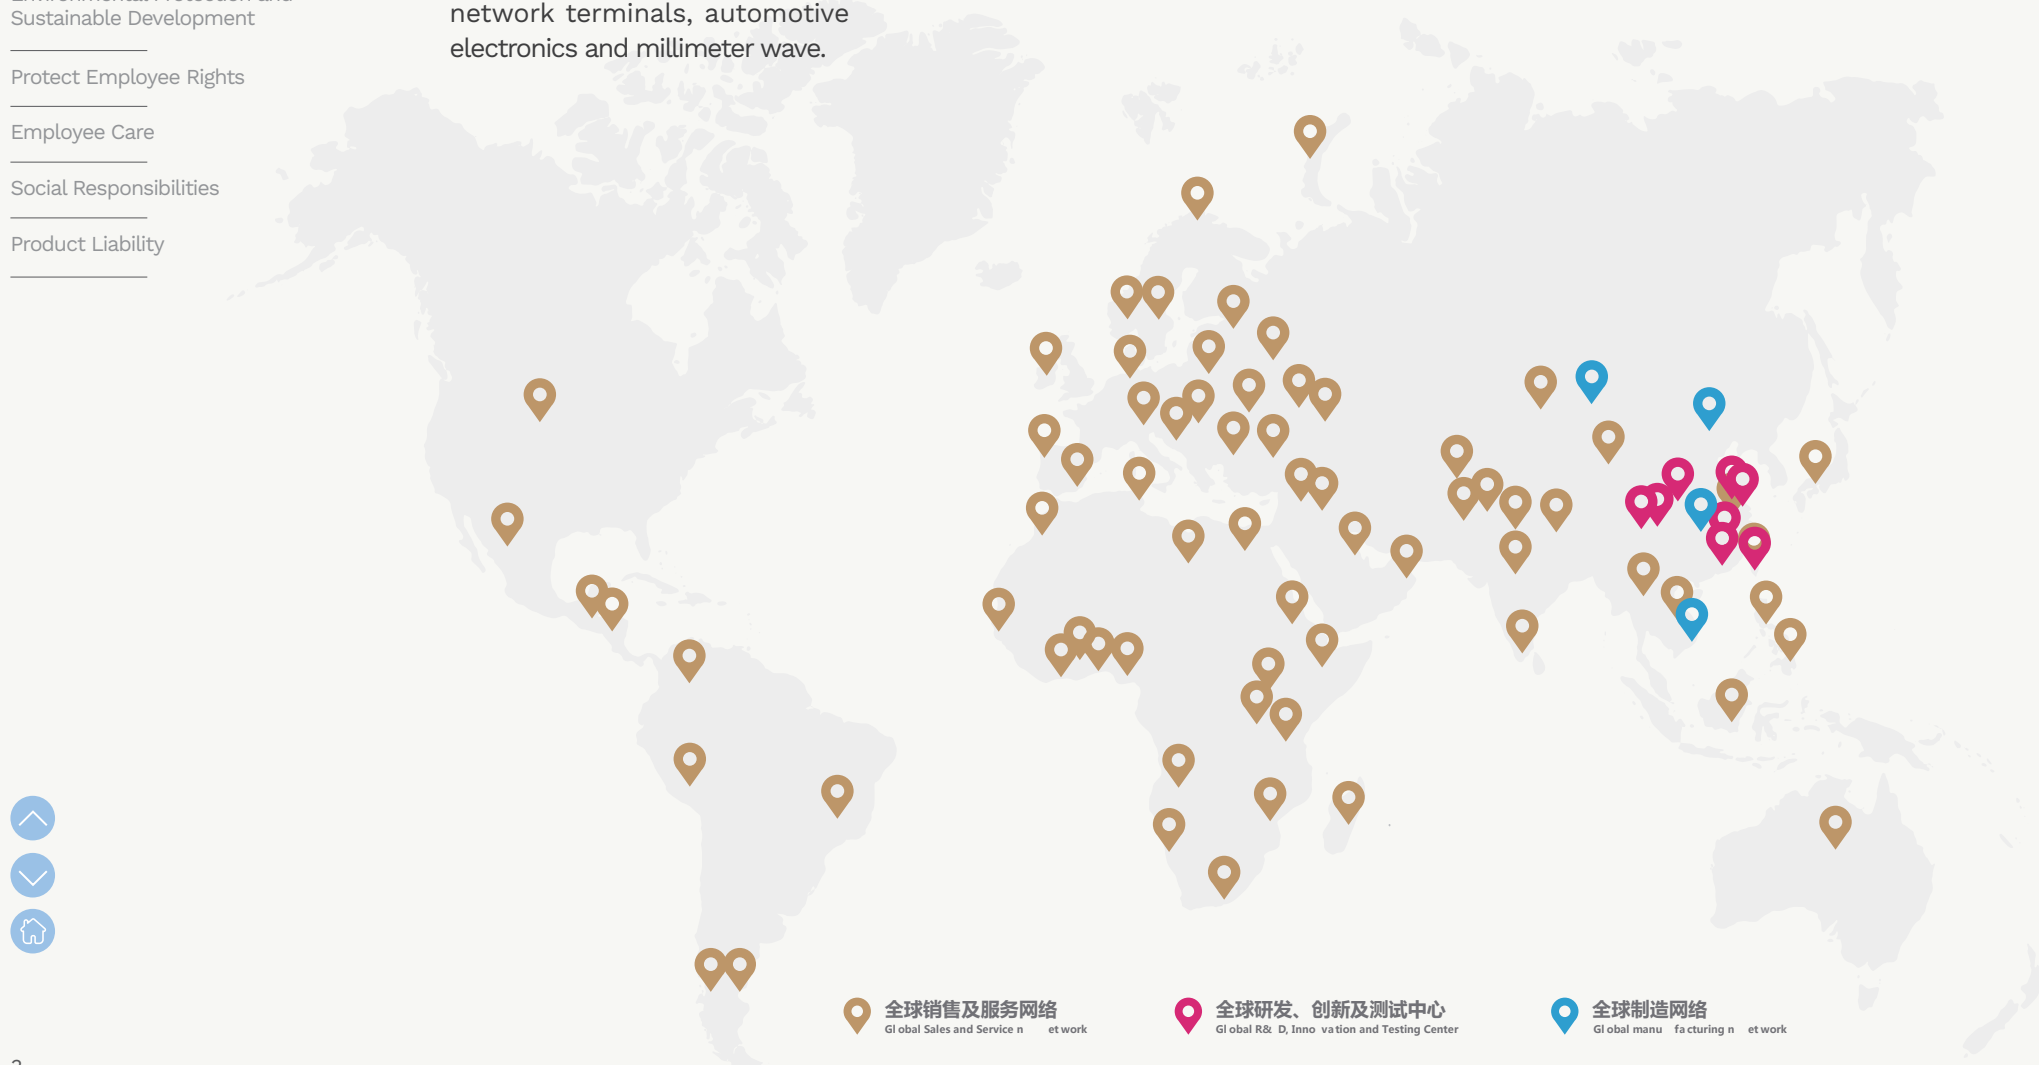 Sustainable Development
Protect Employee Rights
Employee Care
Social Responsibilities
Product Liability
network terminals, automotive
electronics and millimeter wave.
全球销售及服务网络
Gl obal Sales and Service n et work
全球研发、创新及测试中心
Gl obal R& D, Inno va tion and Testing Center
全球制造网络
Gl obal manu fa cturing n et work